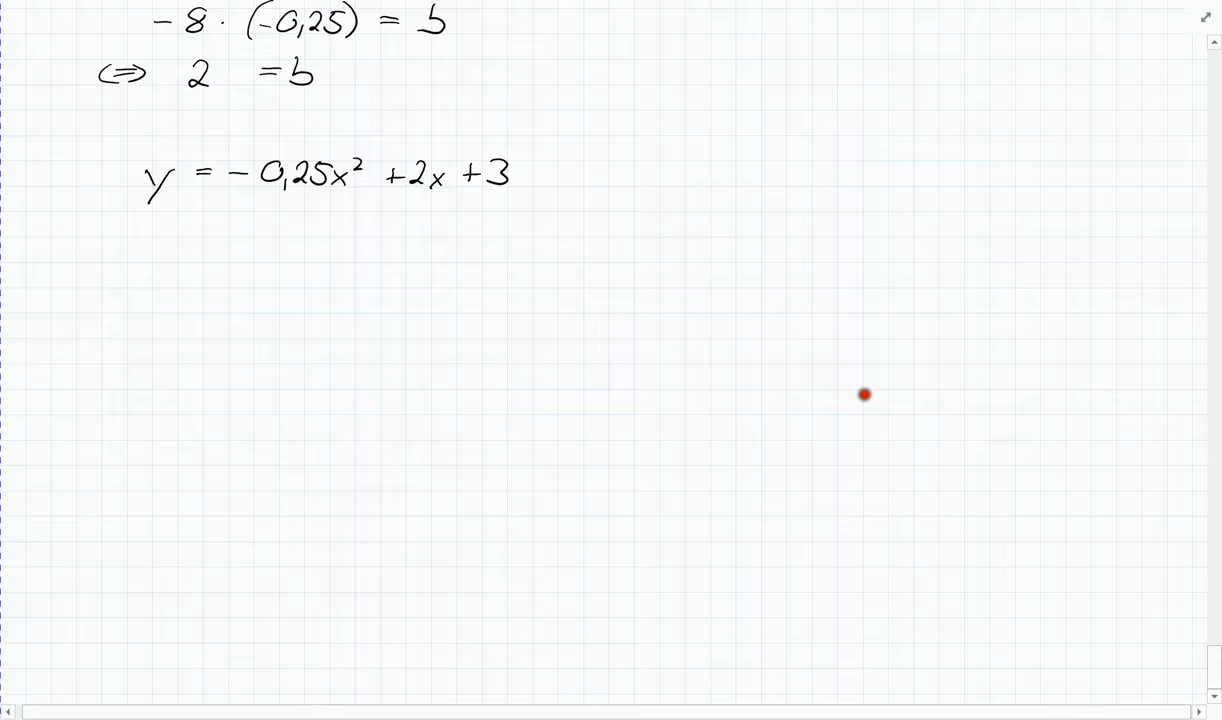 -8 · (-0,25) = b
⇔ 2 = b
y = -0,25x² +2x +3